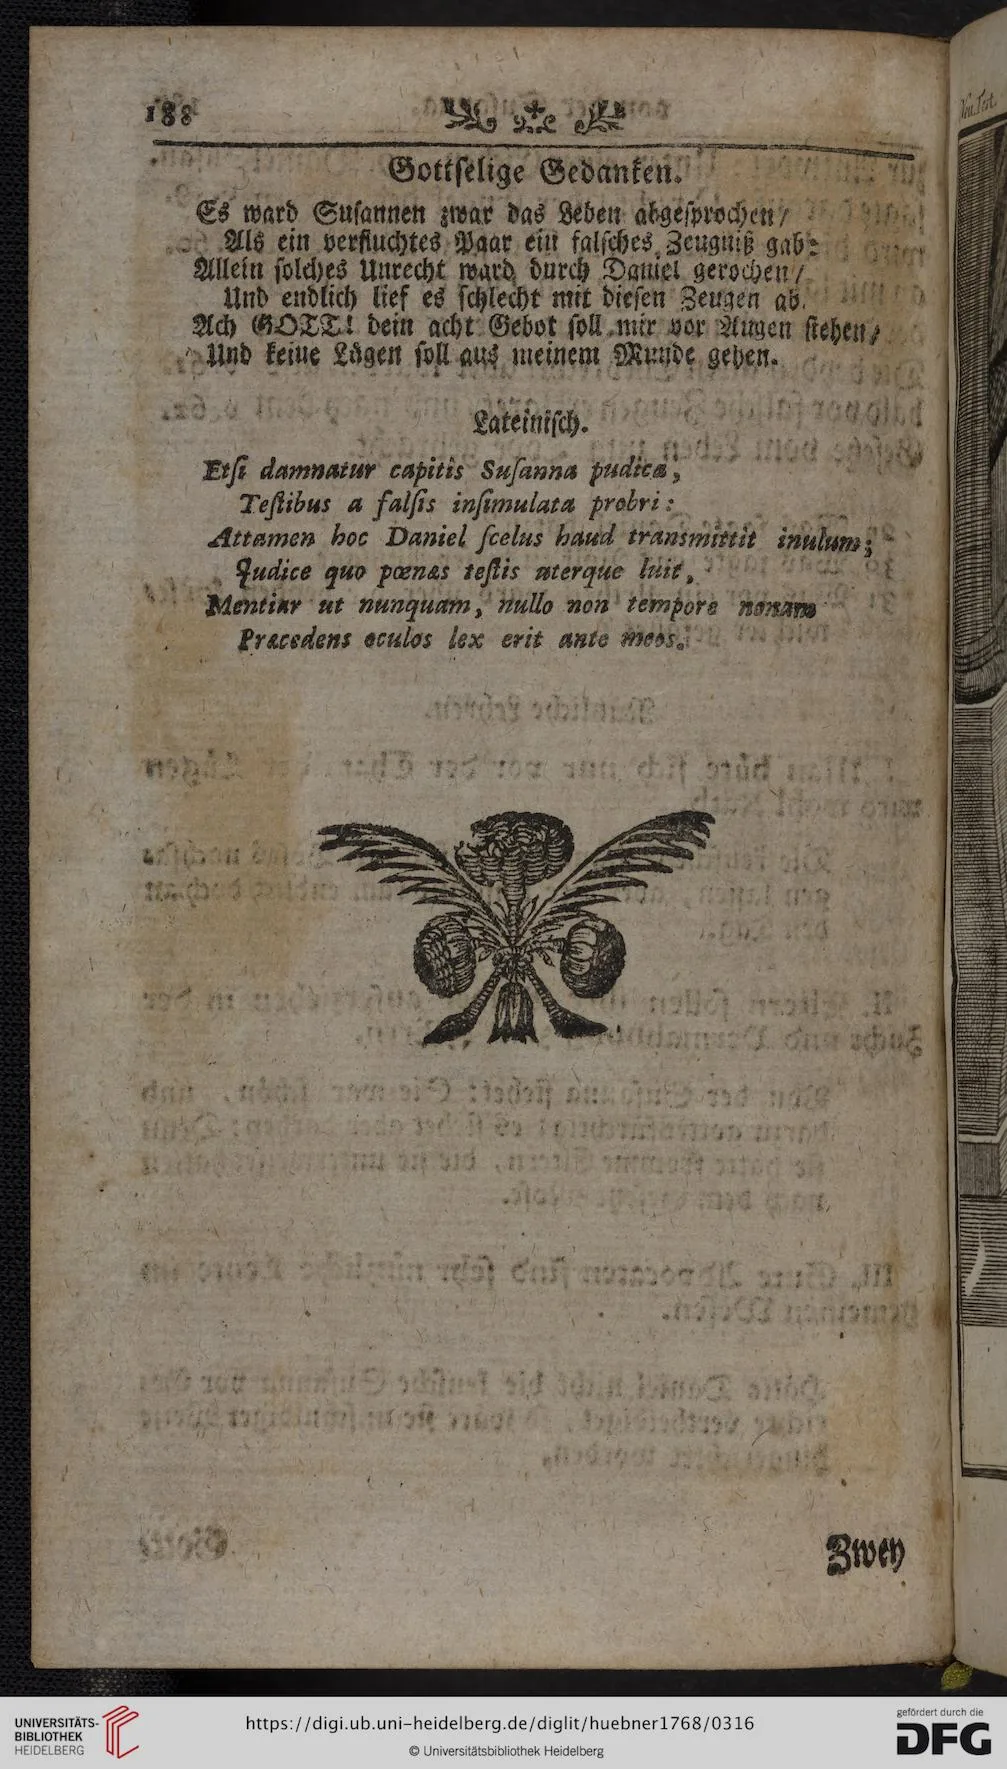 188
Gottselige Gedanken.
Es ward Susannen zwar das Leben abgesprochen/
Als ein verfluchtes Paar ein falsches Zeugniß gab:
Allein solches Unrecht ward durch Daniel gerochen/
Und endlich lief es schlecht mit diesen Zeugen ab.
Ach GOTT! dein acht Gebot soll mir vor Augen stehen/
Und keine Lügen soll aus meinem Munde gehen.
Lateinisch.
Etsi damnatur capitis Susanna pudica,
Testibus a falsis insimulata probri:
Attamen hoc Daniel scelus haud transmittit inulum;
Judice quo pœnas testis uterque luit,
Mentiar ut nunquam, nullo non tempore nonam
Præcedens oculos lex erit ante meos.
Zwey
Neu. Test.
UNIVERSITÄTS-
BIBLIOTHEK
HEIDELBERG
https://digi.ub.uni-heidelberg.de/diglit/huebner1768/0316
© Universitätsbibliothek Heidelberg
gefördert durch die
DFG